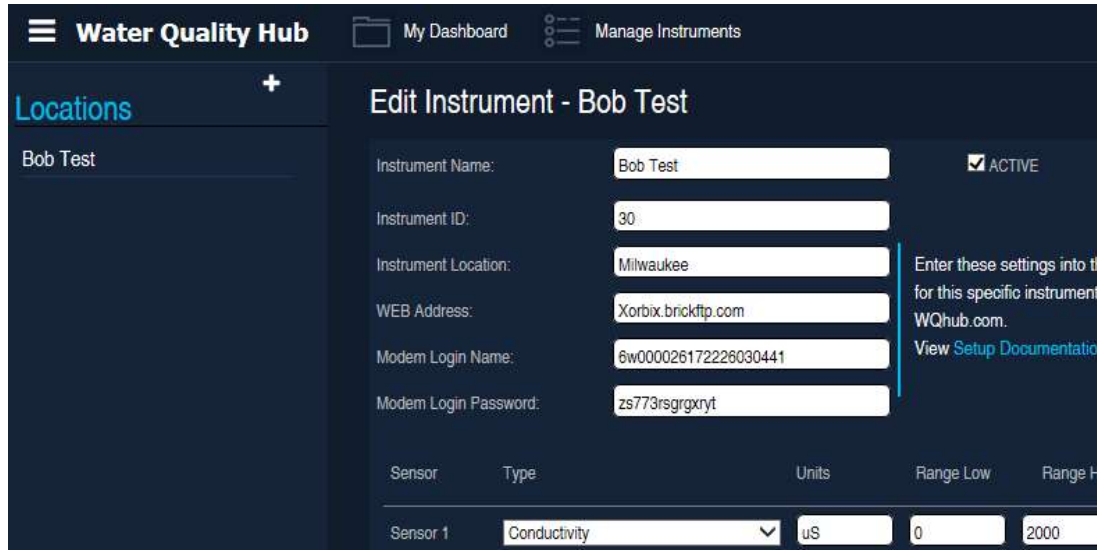 Water Quality Hub My Dashboard Manage Instruments
+
Locations
Bob Test
Edit Instrument - Bob Test
Instrument Name: Bob Test ACTIVE
Instrument ID: 30
Instrument Location: Milwaukee
WEB Address: Xorbix.brickftp.com
Modem Login Name: 6w000026172226030441
Modem Login Password: zs773rsgrgxryt
Enter these settings into
for this specific instrument
WQhub.com.
View Setup
Sensor Type Units Range Low Range
Sensor 1 Conductivity uS 0 2000